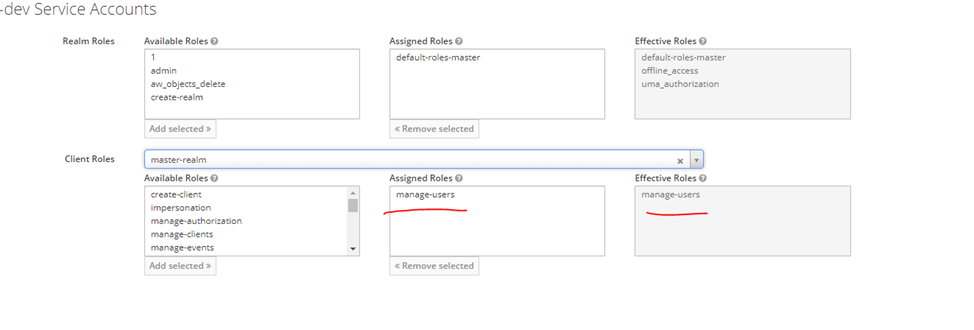 -dev Service Accounts
Realm Roles
Available Roles
1
admin
aw_objects_delete
create-realm
Add selected »
Assigned Roles
default-roles-master
« Remove selected
Effective Roles
default-roles-master
offline_access
uma_authorization
Client Roles
master-realm
Available Roles
create-client
impersonation
manage-authorization
manage-clients
manage-events
Add selected »
Assigned Roles
manage-users
« Remove selected
Effective Roles
manage-users